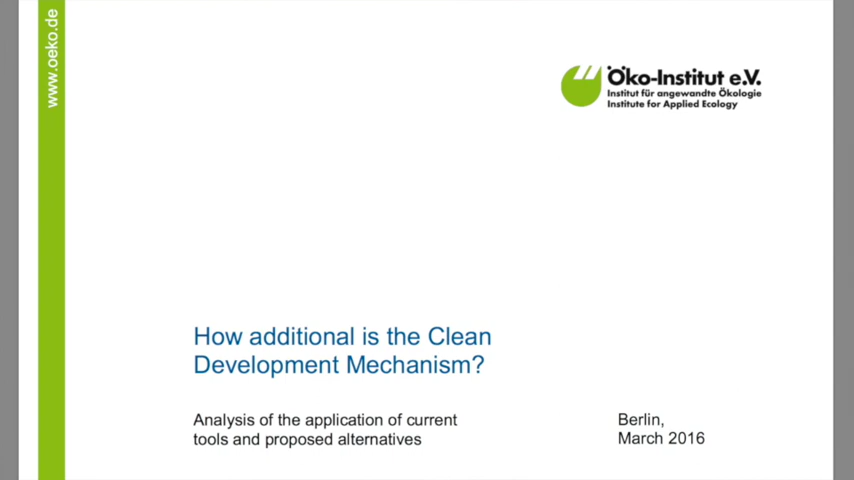 www.oeko.de
Öko-Institut e.V.
Institut für angewandte Ökologie
Institute for Applied Ecology
How additional is the Clean
Development Mechanism?
Analysis of the application of current
tools and proposed alternatives
Berlin,
March 2016